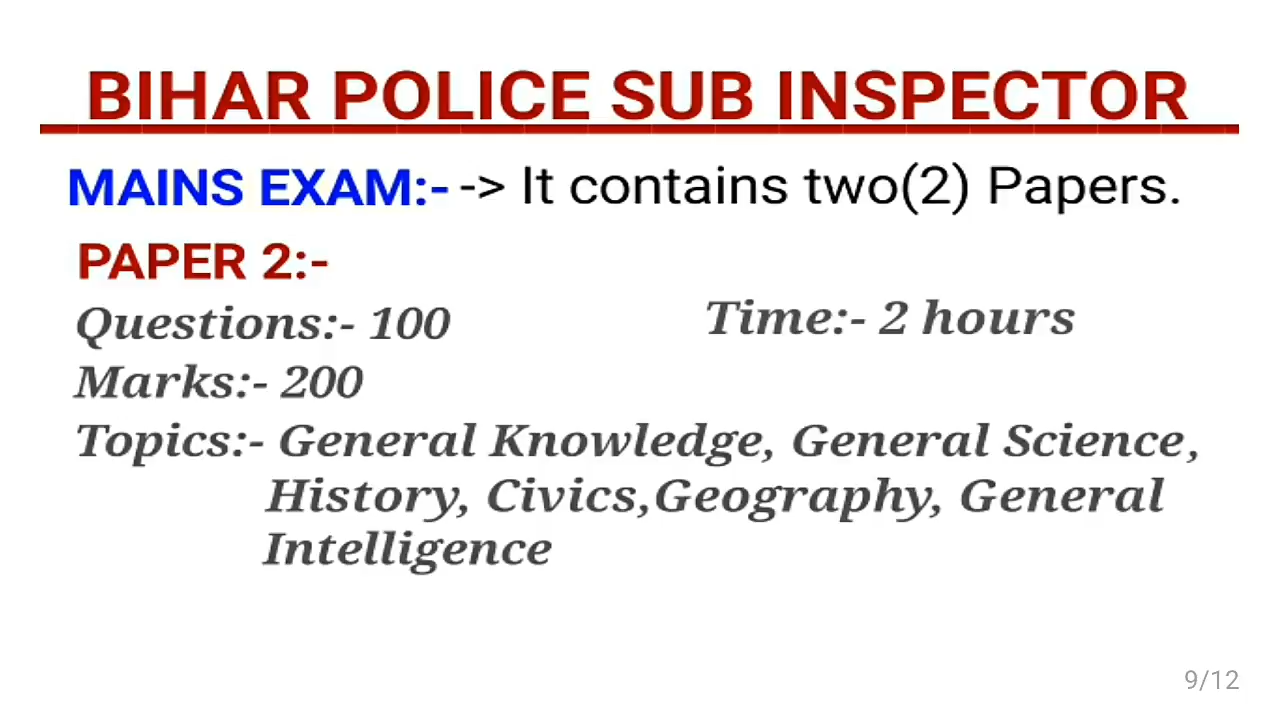 BIHAR POLICE SUB INSPECTOR
MAINS EXAM:- -> It contains two(2) Papers.
PAPER 2:-
Questions:- 100 Time:- 2 hours
Marks:- 200
Topics:- General Knowledge, General Science,
History, Civics,Geography, General
Intelligence
9/12